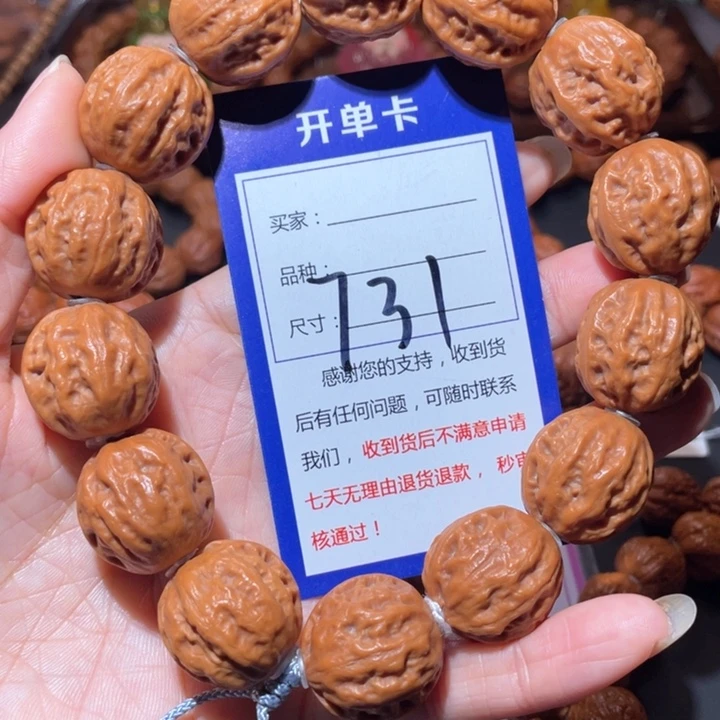 开单卡
买家：
品种：
731
尺寸：
感谢您的支持，收到货
后有任何问题，可随时联系
我们，收到货后不满意申请
七天无理由退货退款，秒审
核通过！